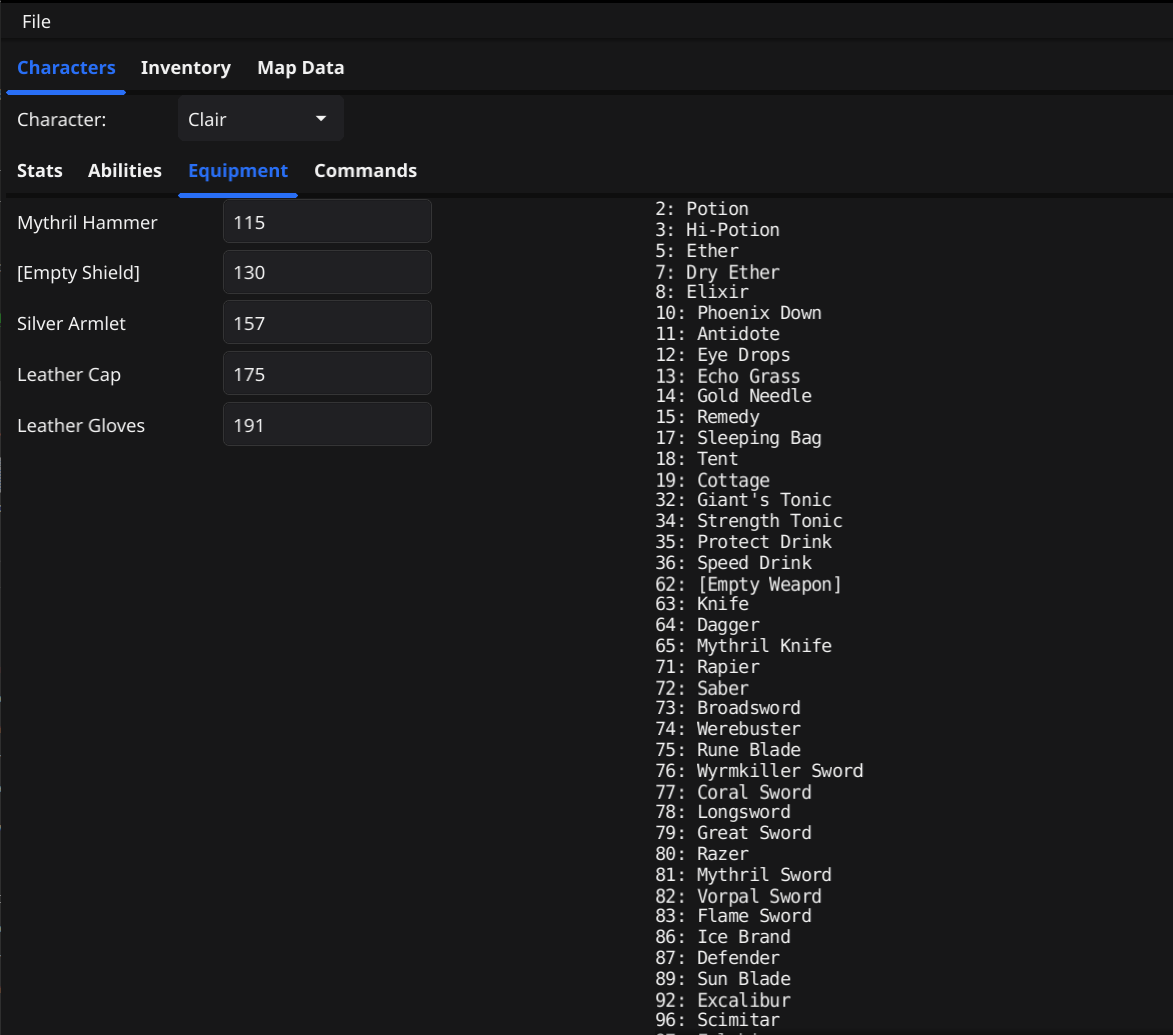 File
Characters Inventory Map Data
Character: Clair
Stats Abilities Equipment Commands
Mythril Hammer 115
[Empty Shield] 130
Silver Armlet 157
Leather Cap 175
Leather Gloves 191
2: Potion
3: Hi-Potion
5: Ether
7: Dry Ether
8: Elixir
10: Phoenix Down
11: Antidote
12: Eye Drops
13: Echo Grass
14: Gold Needle
15: Remedy
17: Sleeping Bag
18: Tent
19: Cottage
32: Giant's Tonic
34: Strength Tonic
35: Protect Drink
36: Speed Drink
62: [Empty Weapon]
63: Knife
64: Dagger
65: Mythril Knife
71: Rapier
72: Saber
73: Broadsword
74: Werebuster
75: Rune Blade
76: Wyrmkiller Sword
77: Coral Sword
78: Longsword
79: Great Sword
80: Razer
81: Mythril Sword
82: Vorpal Sword
83: Flame Sword
86: Ice Brand
87: Defender
89: Sun Blade
92: Excalibur
96: Scimitar